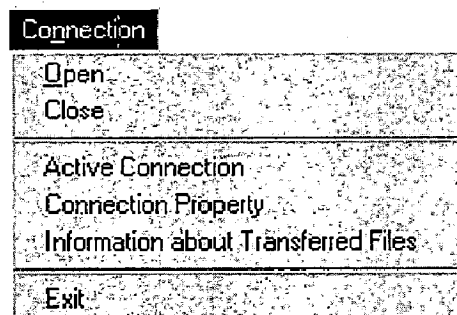 Connection
Open
Close
Active Connection
Connection Property
Information about Transferred Files
Exit